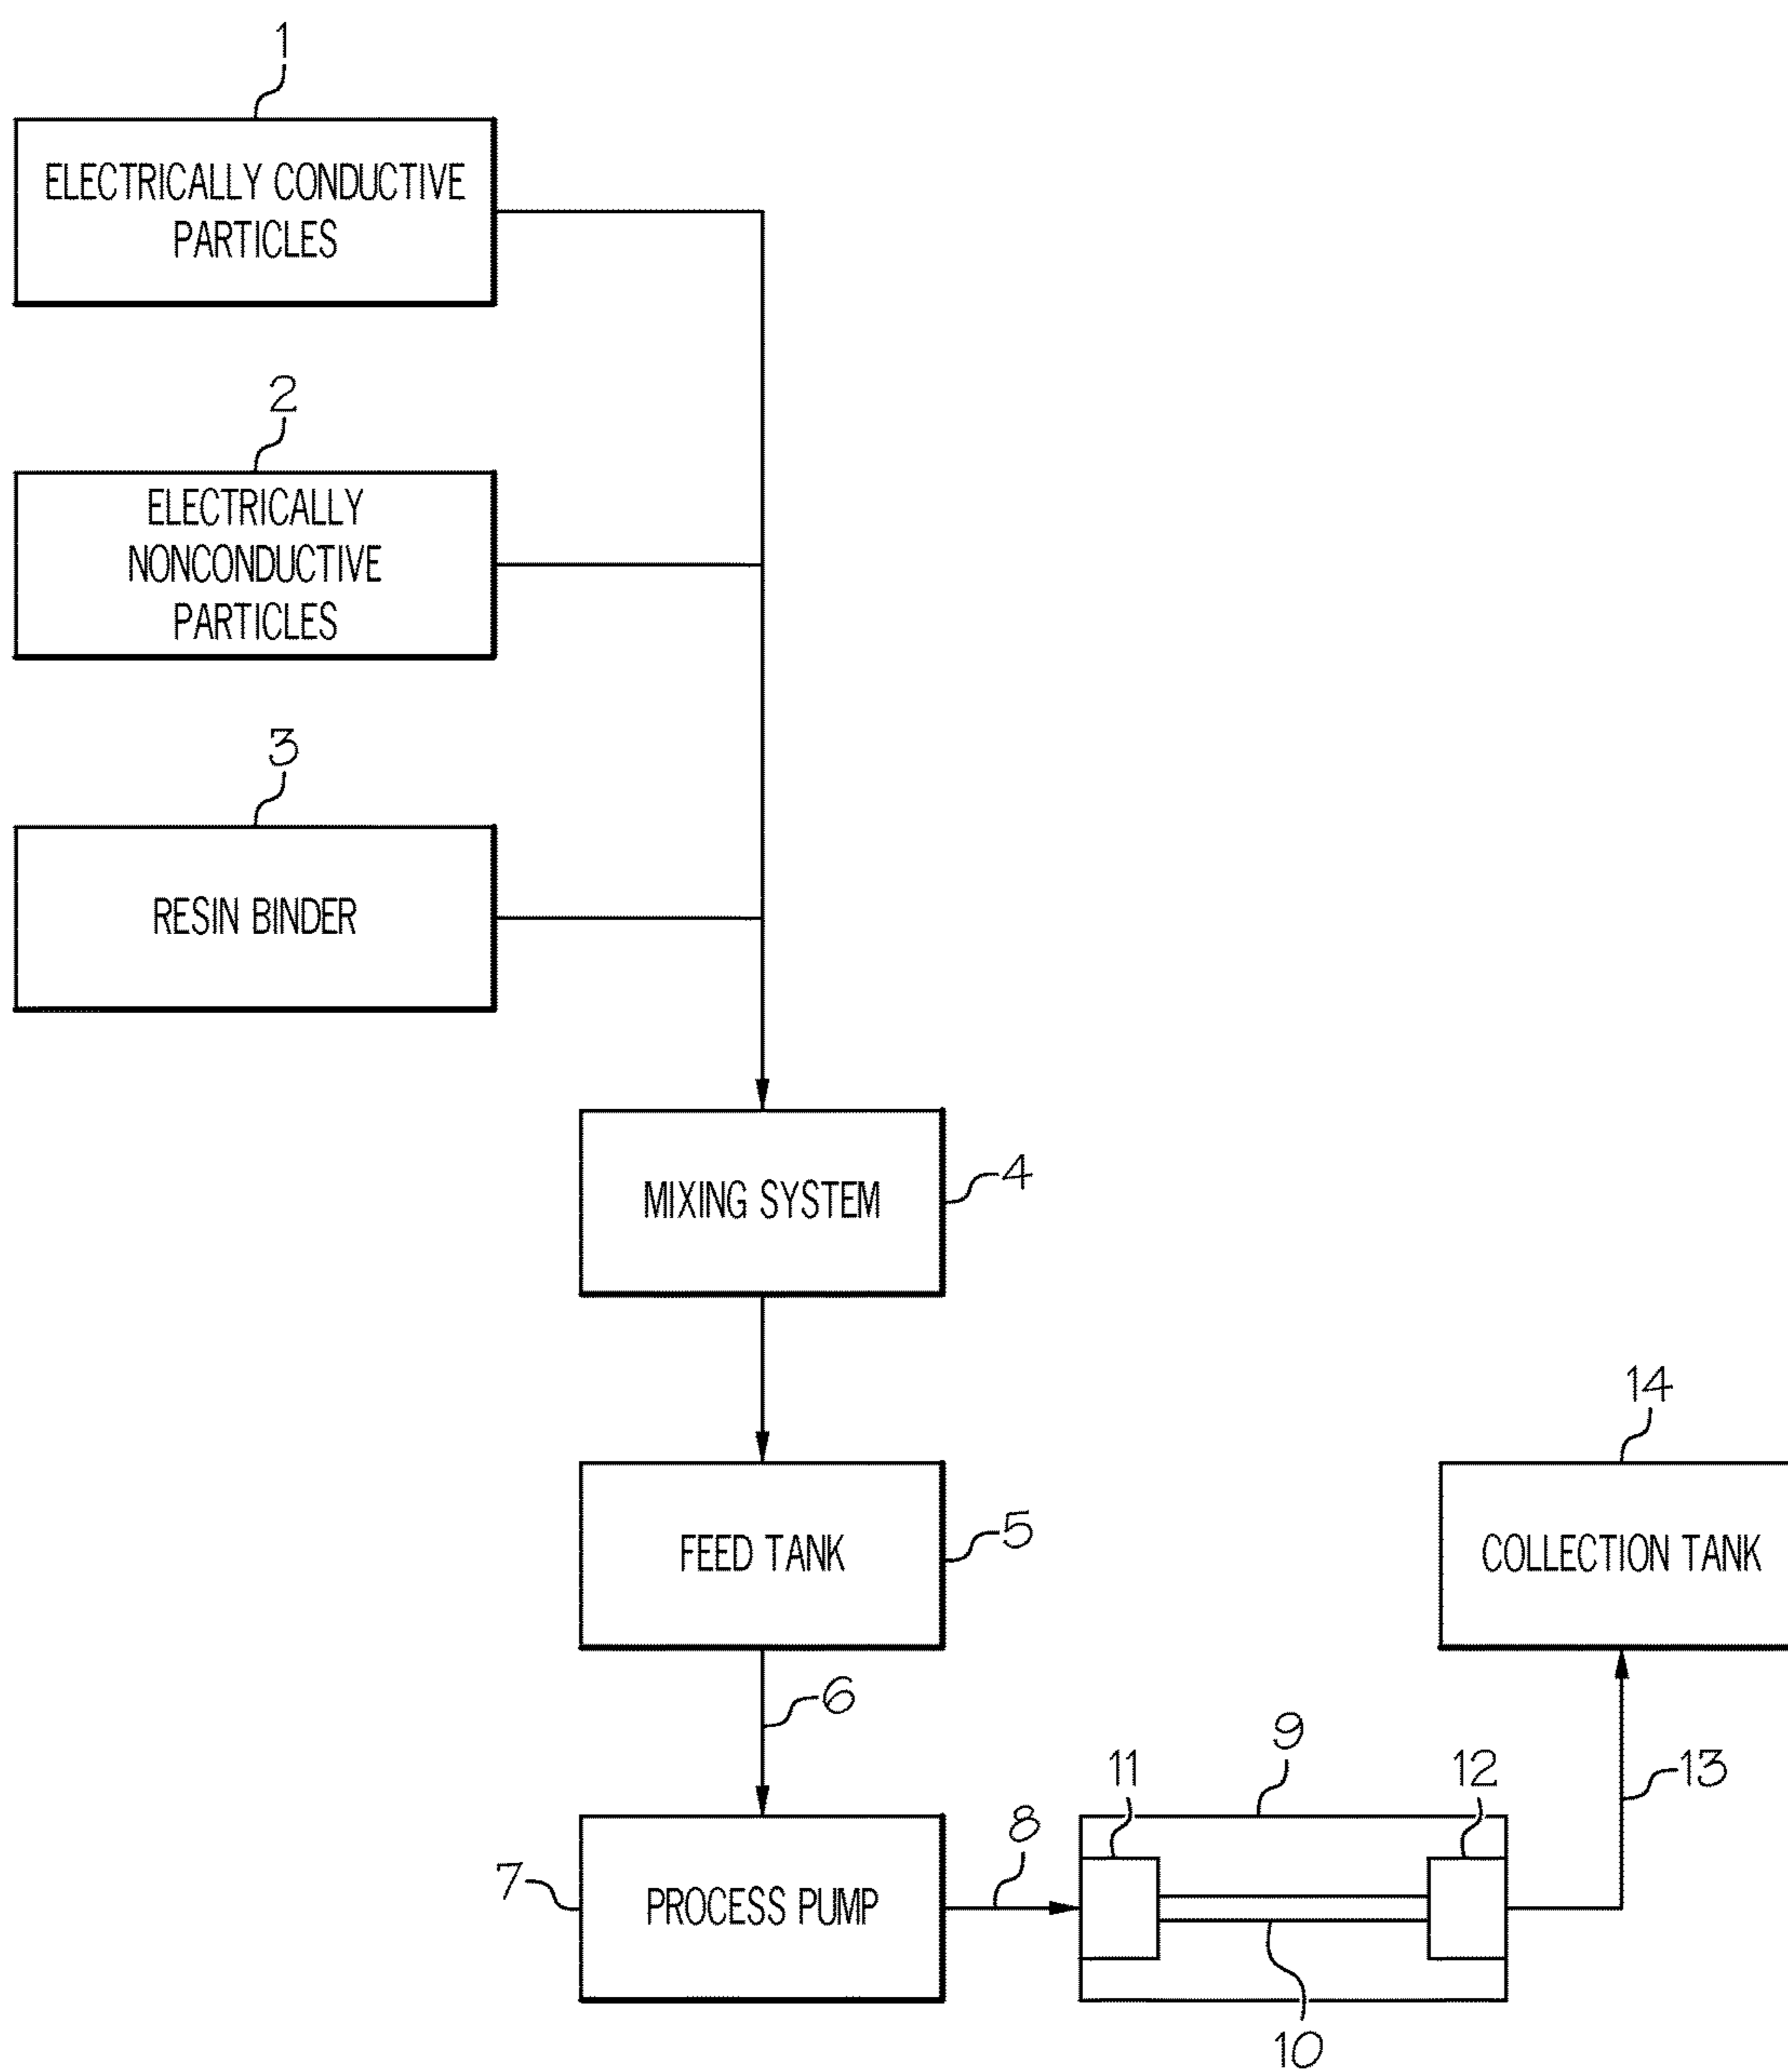 1
ELECTRICALLY CONDUCTIVE
PARTICLES
2
ELECTRICALLY
NONCONDUCTIVE
PARTICLES
3
RESIN BINDER
MIXING SYSTEM
4
FEED TANK
5
14
COLLECTION TANK
6
7
PROCESS PUMP
8
11
9
12
13
10